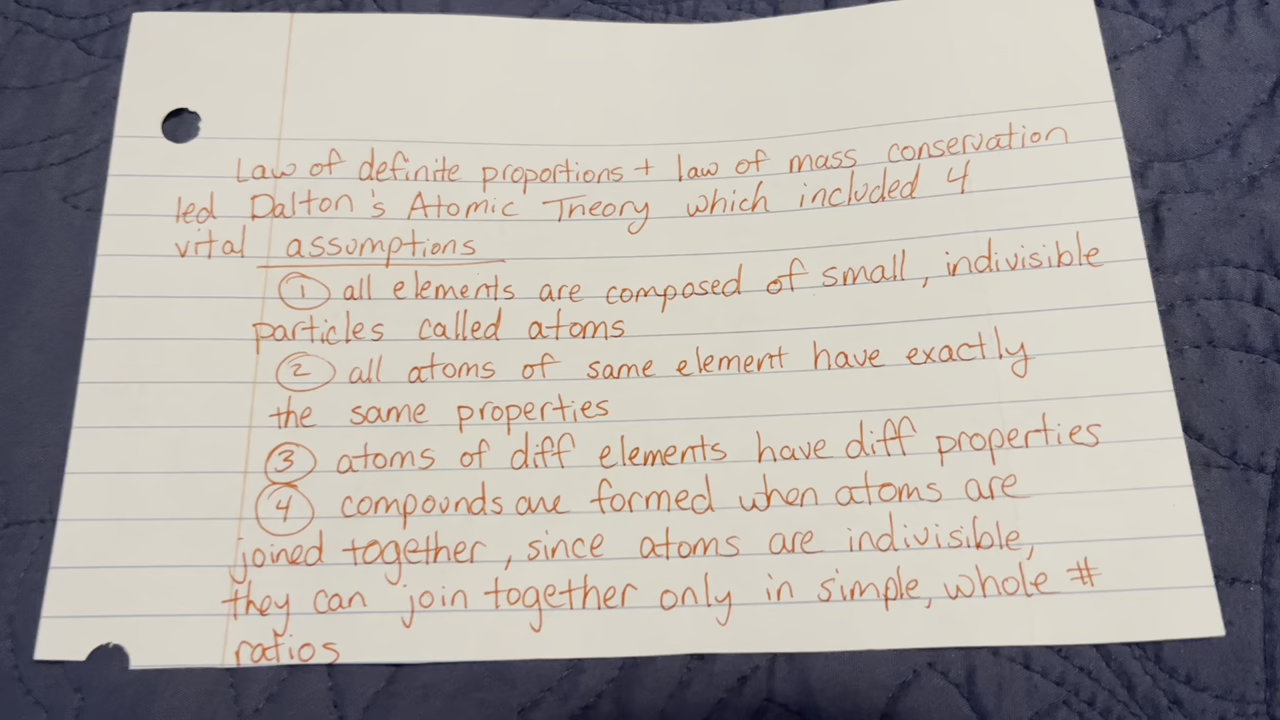 Law of definite proportions + law of mass conservation
led Dalton's Atomic Theory which included 4
vital assumptions
① all elements are composed of small, indivisible
particles called atoms
② all atoms of same element have exactly
the same properties
③ atoms of diff elements have diff properties
④ compounds are formed when atoms are
joined together, since atoms are indivisible,
they can join together only in simple, whole #
ratios